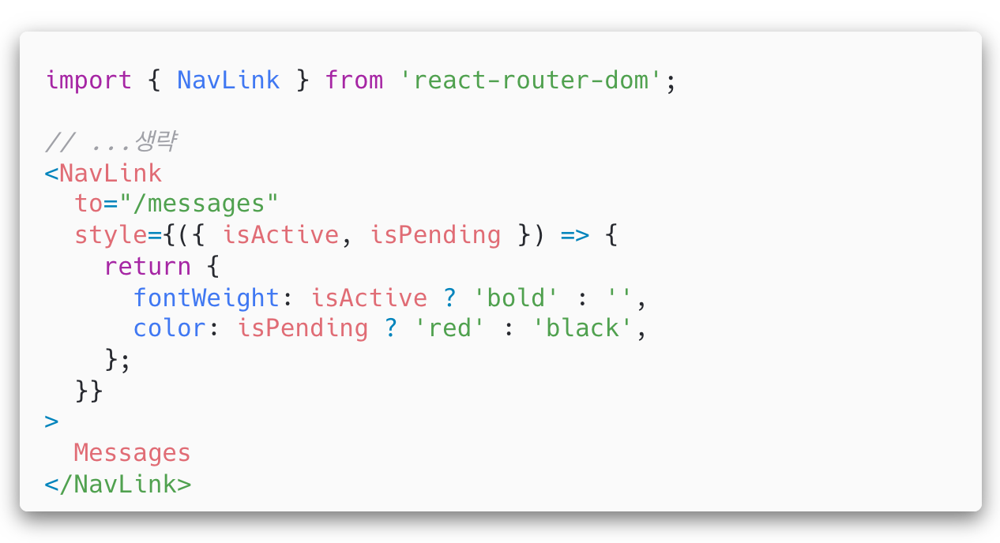 import { NavLink } from 'react-router-dom';

// ...생략
<NavLink
  to="/messages"
  style={({ isActive, isPending }) => {
    return {
      fontWeight: isActive ? 'bold' : '',
      color: isPending ? 'red' : 'black',
    };
  }}
>
  Messages
</NavLink>